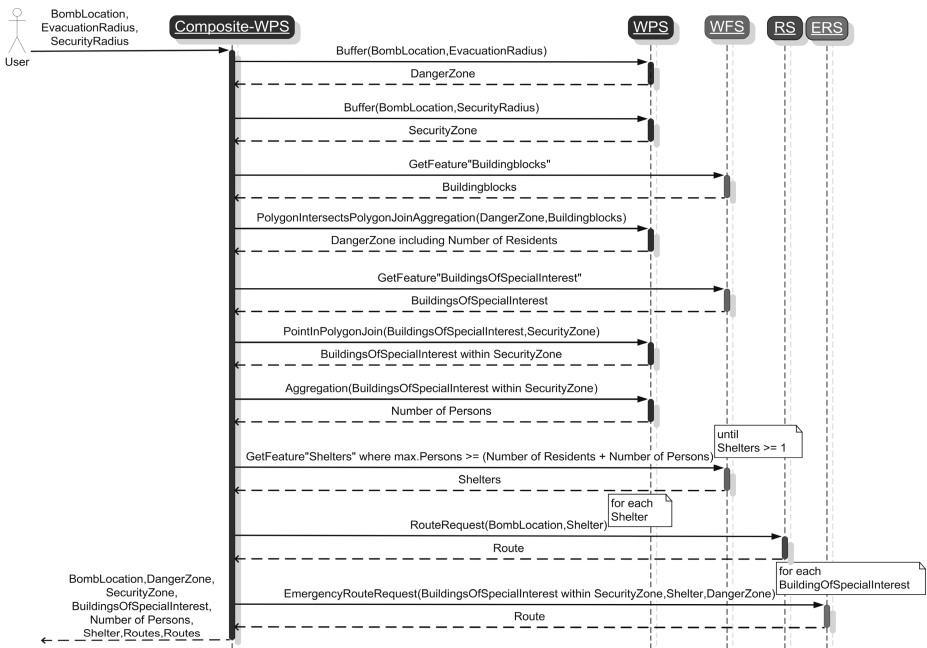 BombLocation,
EvacuationRadius,
SecurityRadius
User
Composite-WPS
WPS
WFS
RS
ERS
Buffer(BombLocation,EvacuationRadius)
DangerZone
Buffer(BombLocation,SecurityRadius)
SecurityZone
GetFeature"Buildingblocks"
Buildingblocks
PolygonIntersectsPolygonJoinAggregation(DangerZone,Buildingblocks)
DangerZone including Number of Residents
GetFeature"BuildingsOfSpecialInterest"
BuildingsOfSpecialInterest
PointInPolygonJoin(BuildingsOfSpecialInterest,SecurityZone)
BuildingsOfSpecialInterest within SecurityZone
Aggregation(BuildingsOfSpecialInterest within SecurityZone)
Number of Persons
until
Shelters >= 1
GetFeature"Shelters" where max.Persons >= (Number of Residents + Number of Persons)
Shelters
for each
Shelter
RouteRequest(BombLocation,Shelter)
Route
for each
BuildingOfSpecialInterest
EmergencyRouteRequest(BuildingsOfSpecialInterest within SecurityZone,Shelter,DangerZone)
Route
BombLocation,DangerZone,
SecurityZone,
BuildingsOfSpecialInterest,
Number of Persons,
Shelter,Routes,Routes